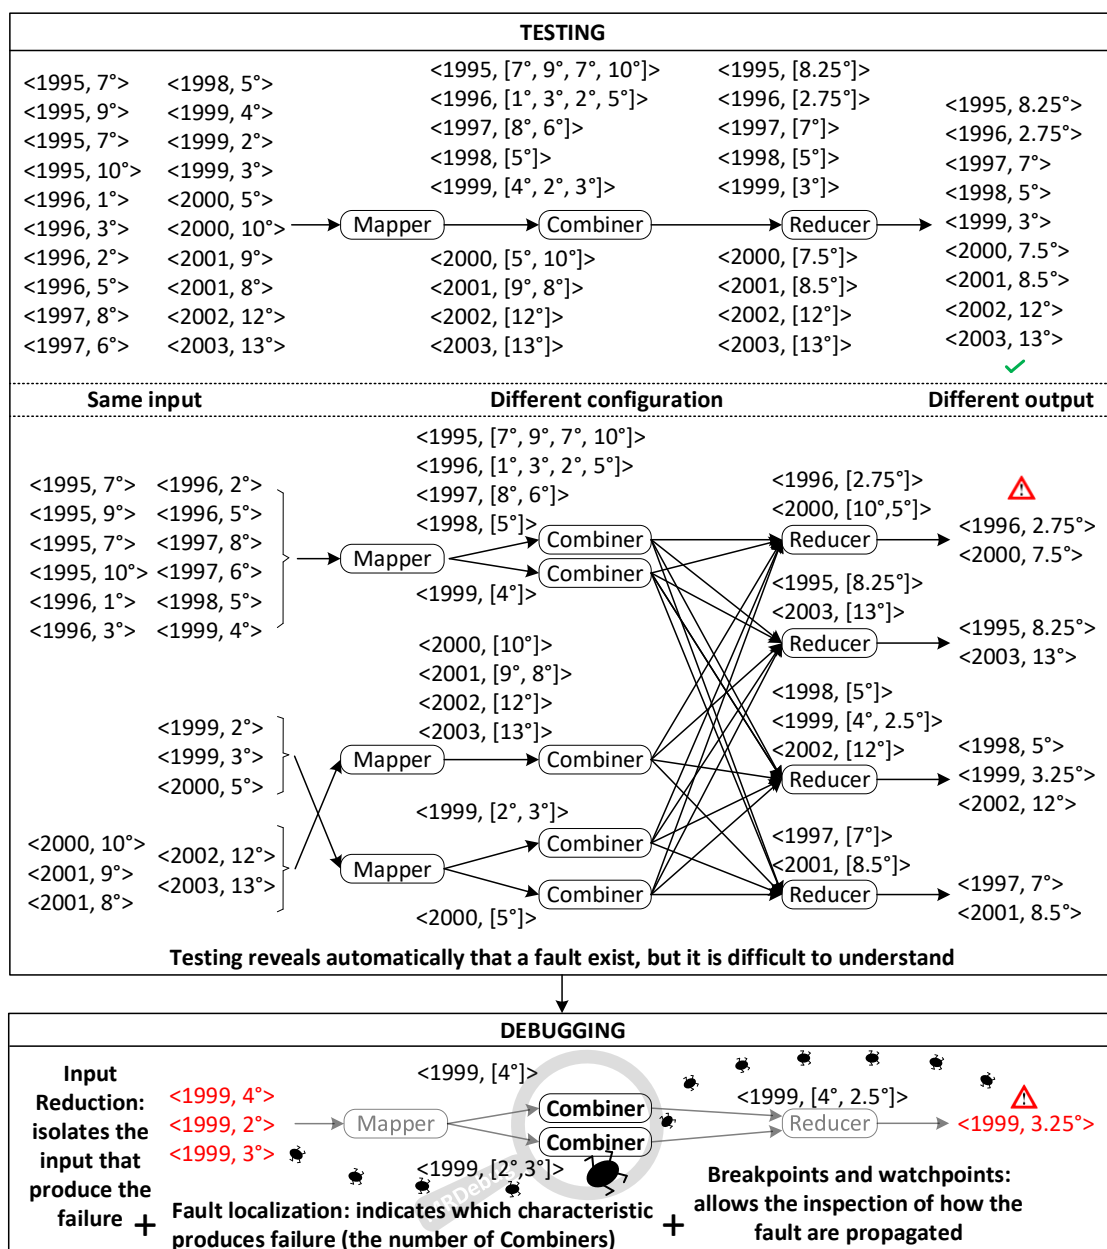 TESTING
<1995, 7°> <1998, 5°>
<1995, 9°> <1999, 4°>
<1995, 7°> <1999, 2°>
<1995, 10°> <1999, 3°>
<1996, 1°> <2000, 5°>
<1996, 3°> <2000, 10°>
<1996, 2°> <2001, 9°>
<1996, 5°> <2001, 8°>
<1997, 8°> <2002, 12°>
<1997, 6°> <2003, 13°>
Mapper
<1995, [7°, 9°, 7°, 10°]>
<1996, [1°, 3°, 2°, 5°]>
<1997, [8°, 6°]>
<1998, [5°]>
<1999, [4°, 2°, 3°]>
Combiner
<2000, [5°, 10°]>
<2001, [9°, 8°]>
<2002, [12°]>
<2003, [13°]>
<1995, [8.25°]>
<1996, [2.75°]>
<1997, [7°]>
<1998, [5°]>
<1999, [3°]>
Reducer
<2000, [7.5°]>
<2001, [8.5°]>
<2002, [12°]>
<2003, [13°]>
<1995, 8.25°>
<1996, 2.75°>
<1997, 7°>
<1998, 5°>
<1999, 3°>
<2000, 7.5°>
<2001, 8.5°>
<2002, 12°>
<2003, 13°>
Same input
Different configuration
Different output
<1995, 7°> <1996, 2°>
<1995, 9°> <1996, 5°>
<1995, 7°> <1997, 8°>
<1995, 10°> <1997, 6°>
<1996, 1°> <1998, 5°>
<1996, 3°> <1999, 4°>
Mapper
<1995, [7°, 9°, 7°, 10°]>
<1996, [1°, 3°, 2°, 5°]>
<1997, [8°, 6°]>
<1998, [5°]>
Combiner
Combiner
<1999, [4°]>
<1999, 2°>
<1999, 3°>
<2000, 5°>
<2000, 10°>
<2001, 9°>
<2001, 8°>
<2002, 12°>
<2003, 13°>
Mapper
Mapper
<2000, [10°]>
<2001, [9°, 8°]>
<2002, [12°]>
<2003, [13°]>
Combiner
<1999, [2°, 3°]>
Combiner
Combiner
<2000, [5°]>
<1996, [2.75°]>
<2000, [10°,5°]>
Reducer
<1996, 2.75°>
<2000, 7.5°>
<1995, [8.25°]>
<2003, [13°]>
Reducer
<1995, 8.25°>
<2003, 13°>
<1998, [5°]>
<1999, [4°, 2.5°]>
<2002, [12°]>
Reducer
<1998, 5°>
<1999, 3.25°>
<2002, 12°>
<1997, [7°]>
<2001, [8.5°]>
Reducer
<1997, 7°>
<2001, 8.5°>
Testing reveals automatically that a fault exist, but it is difficult to understand
DEBUGGING
Input
Reduction:
isolates the
input that
produce the
failure
+
<1999, 4°>
<1999, 2°>
<1999, 3°>
Mapper
<1999, [4°]>
Combiner
Combiner
<1999, [2°,3°]>
<1999, [4°, 2.5°]>
Reducer
<1999, 3.25°>
Fault localization: indicates which characteristic
produces failure (the number of Combiners)
+
Breakpoints and watchpoints:
allows the inspection of how the
fault are propagated